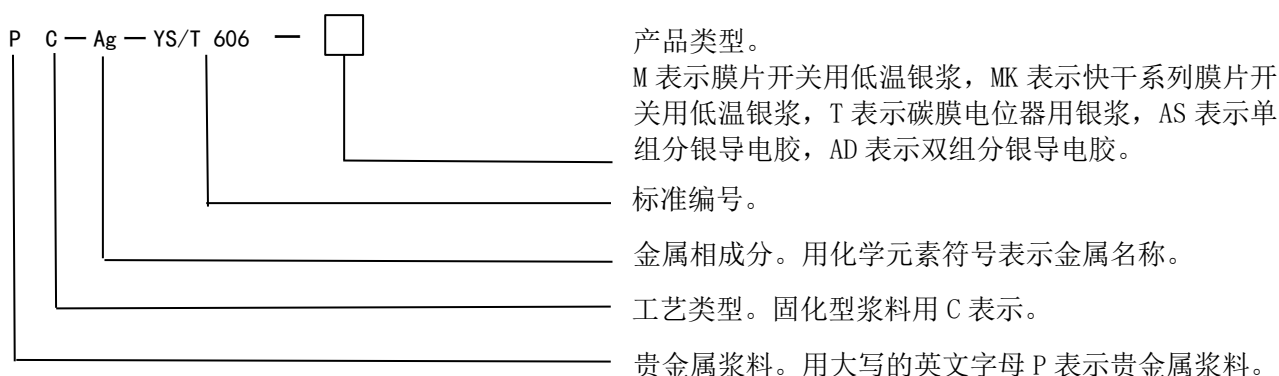 P C — Ag — YS/T 606 — □
产品类型。
M 表示膜片开关用低温银浆，MK 表示快干系列膜片开
关用低温银浆，T 表示碳膜电位器用银浆，AS 表示单
组分银导电胶，AD 表示双组分银导电胶。
标准编号。
金属相成分。用化学元素符号表示金属名称。
工艺类型。固化型浆料用 C 表示。
贵金属浆料。用大写的英文字母 P 表示贵金属浆料。